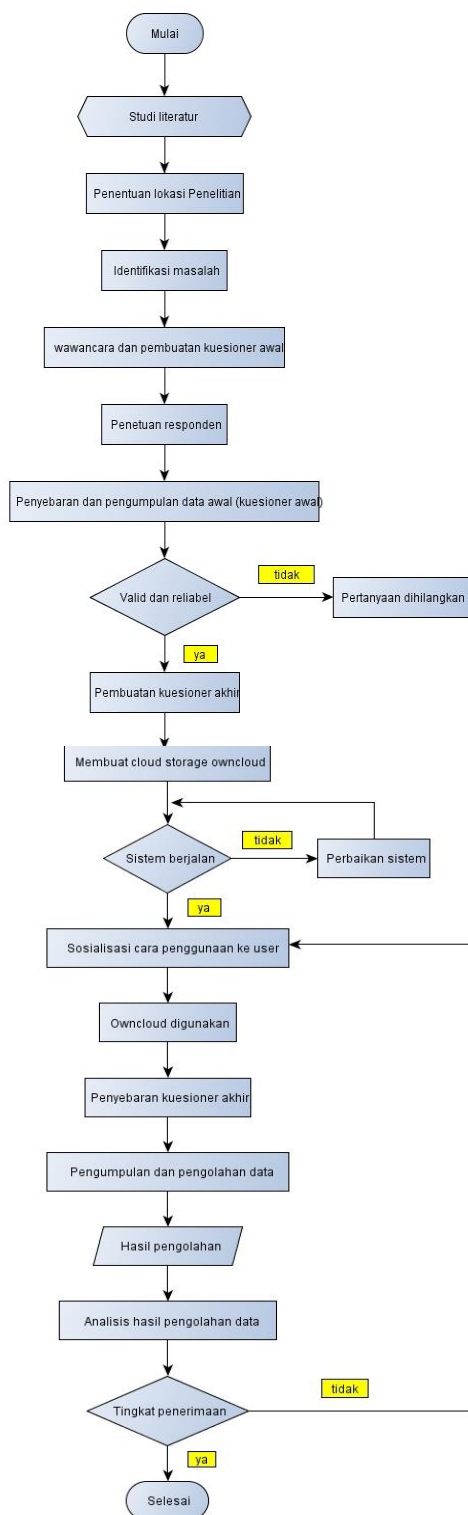 Mulai
Studi literatur
Penentuan lokasi Penelitian
Identifikasi masalah
wawancara dan pembuatan kuesioner awal
Penetuan responden
Penyebaran dan pengumpulan data awal (kuesioner awal)
Valid dan reliabel
tidak
Pertanyaan dihilangkan
ya
Pembuatan kuesioner akhir
Membuat cloud storage owncloud
Sistem berjalan
tidak
Perbaikan sistem
ya
Sosialisasi cara penggunaan ke user
Owncloud digunakan
Penyebaran kuesioner akhir
Pengumpulan dan pengolahan data
Hasil pengolahan
Analisis hasil pengolahan data
Tingkat penerimaan
tidak
ya
Selesai